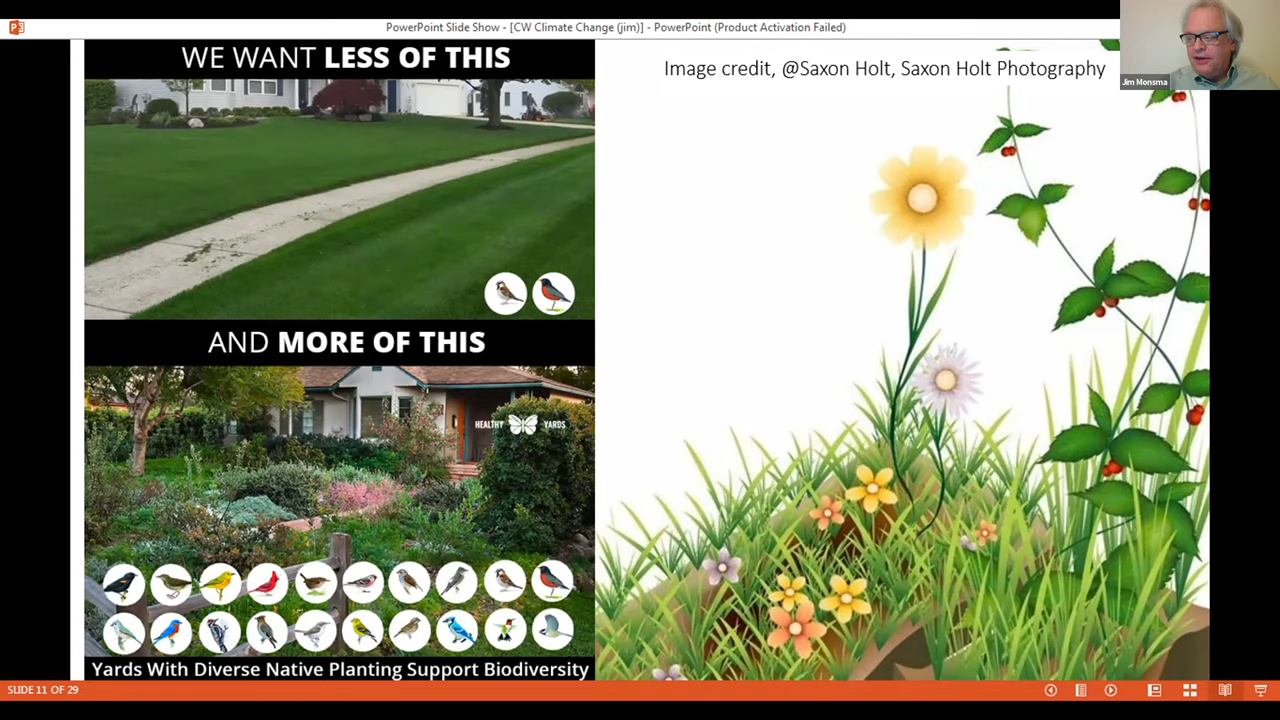 PowerPoint Slide Show - [CW Climate Change (jim)] - PowerPoint (Product Activation Failed)
WE WANT LESS OF THIS
Image credit, @Saxon Holt, Saxon Holt Photography
Jim Monsma
AND MORE OF THIS
HEALTHY YARDS
Yards With Diverse Native Planting Support Biodiversity
SLIDE 11 OF 29